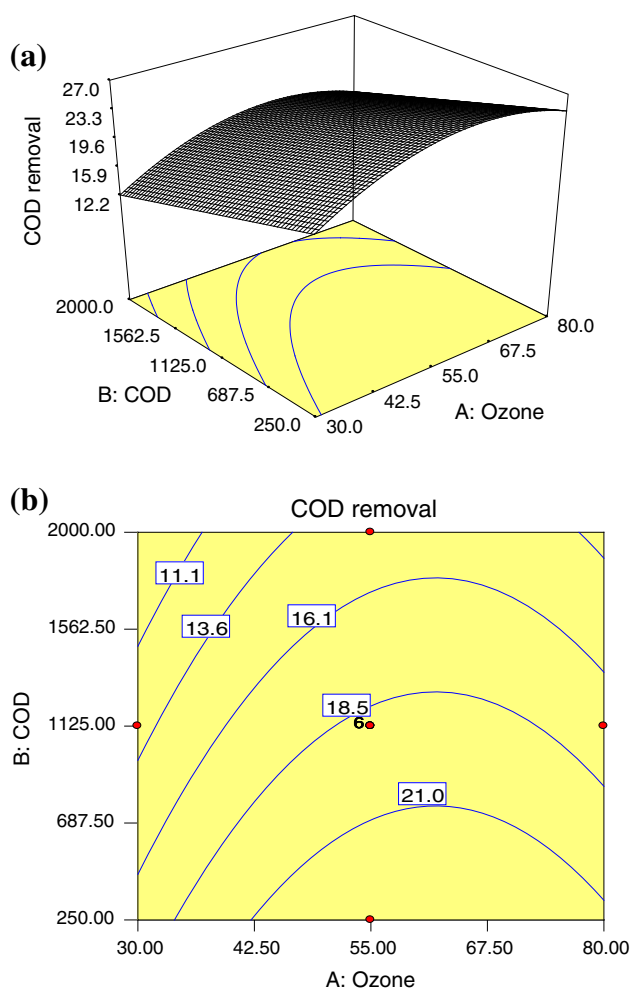 (a)
27.0
23.3
19.6
15.9
12.2
COD removal
2000.0
1562.5
1125.0
687.5
250.0
B: COD
80.0
67.5
55.0
42.5
30.0
A: Ozone
(b)
COD removal
2000.00
1562.50
1125.00
687.50
250.00
B: COD
11.1
13.6
16.1
18.5
6
21.0
30.00 42.50 55.00 67.50 80.00
A: Ozone